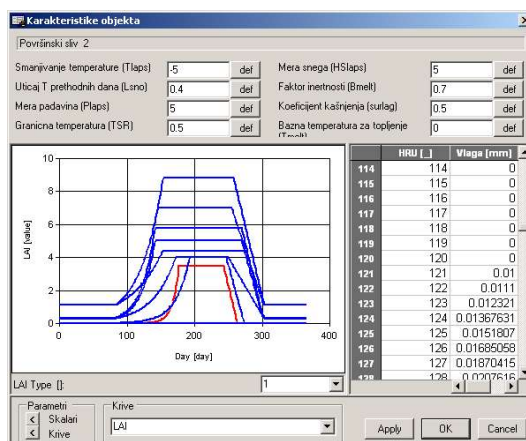 Karakteristike objekta
Površinski sliv 2
Smanjivanje temperature (Tlaps) -5 def
Mera snega (HSlaps) 5 def
Uticaj T prethodnih dana (Lsno) 0.4 def
Faktor inertnosti (Bmelt) 0.7 def
Mera padavina (Plaps) 5 def
Koeficijent kašnjenja (surlag) 0.5 def
Granicna temperatura (TSR) 0.5 def
Bazna temperatura za topljenje 0 def
(Tmelt)
10
8
6
4
2
0
LAI [value]
0 100 200 300 400
Day [day]
LAI Type []: 1
HRU [_] Vlaga [mm]
114 114 0
115 115 0
116 116 0
117 117 0
118 118 0
119 119 0
120 120 0
121 121 0.01
122 122 0.0111
123 123 0.012321
124 124 0.01367631
125 125 0.0151807
126 126 0.01685058
127 127 0.01870415
128 128 0.0207616
Parametri
< Skalari
< Krive
Krive
LAI
Apply OK Cancel